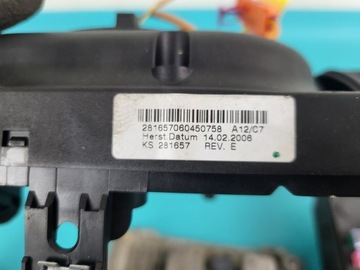 281657060450758 A12/C7
Herst.Datum 14.02.2006
KS 281657 REV. E